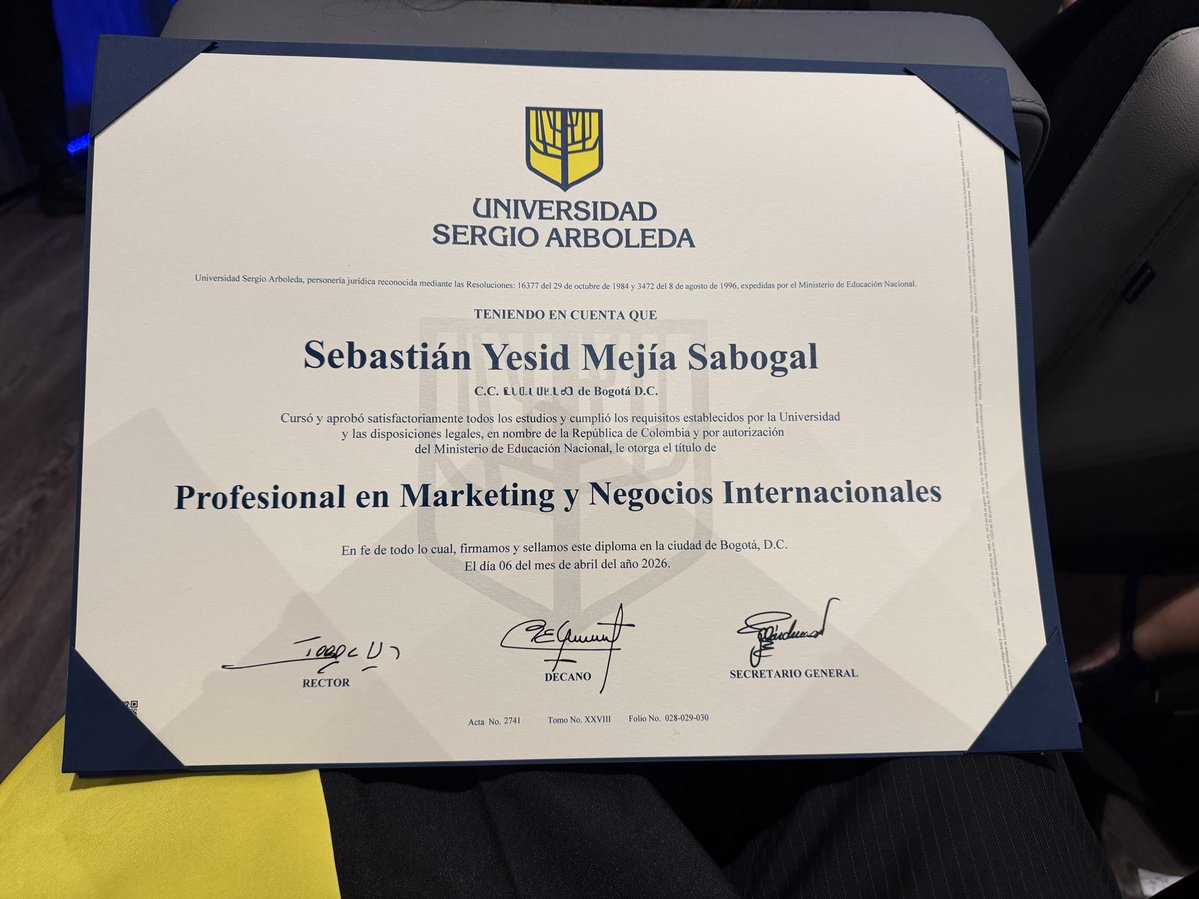 UNIVERSIDAD
SERGIO ARBOLEDA
Universidad Sergio Arboleda, personería jurídica reconocida mediante las Resoluciones: 16377 del 29 de octubre de 1984 y 3472 del 8 de agosto de 1996, expedidas por el Ministerio de Educación Nacional.
TENIENDO EN CUENTA QUE
Sebastián Yesid Mejía Sabogal
C.C. de Bogotá D.C.
Cursó y aprobó satisfactoriamente todos los estudios y cumplió los requisitos establecidos por la Universidad
y las disposiciones legales, en nombre de la República de Colombia y por autorización
del Ministerio de Educación Nacional, le otorga el título de
Profesional en Marketing y Negocios Internacionales
En fe de todo lo cual, firmamos y sellamos este diploma en la ciudad de Bogotá, D.C.
El día 06 del mes de abril del año 2026.
RECTOR
DECANO
SECRETARIO GENERAL
Acta No. 2741 Tomo No. XXVIII Folio No. 028-029-030